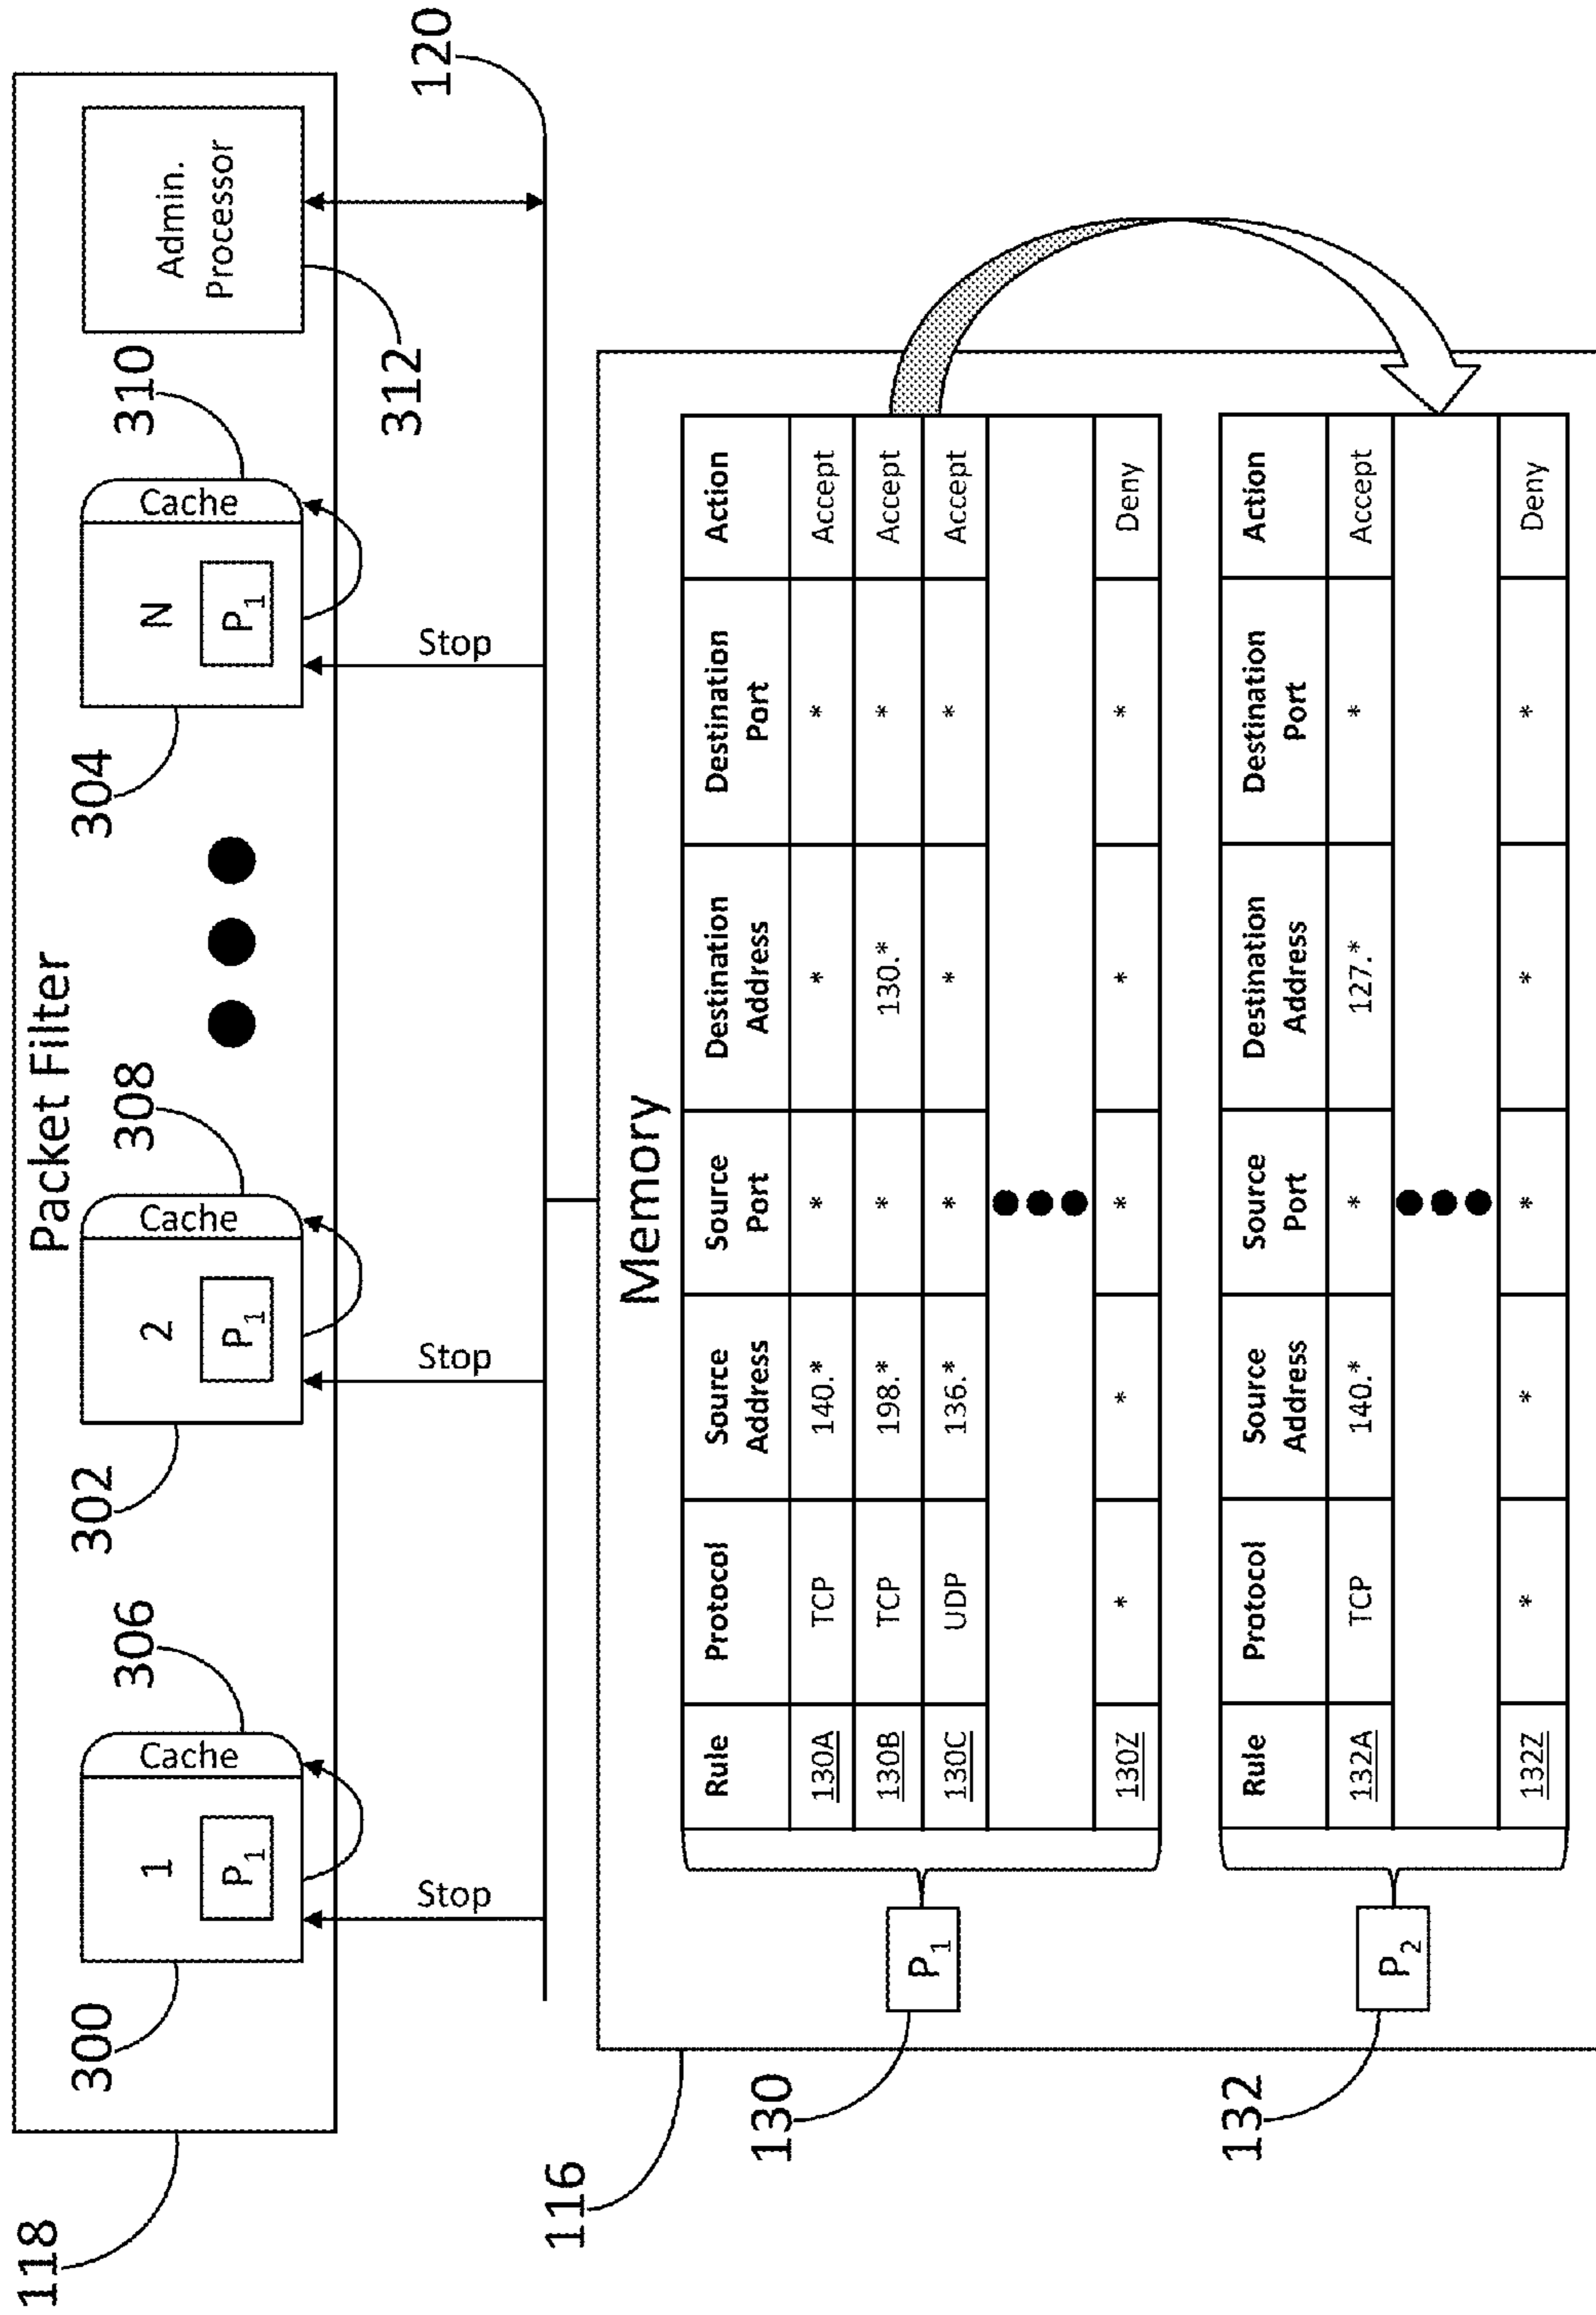 118
Packet Filter
300
302
304
306
308
310
312
1
P1
Cache
2
P1
Cache
N
P1
Cache
Admin.
Processor
Stop
Stop
Stop
120
116
Memory
130
P1
Rule Protocol Source Address Source Port Destination Address Destination Port Action
130A TCP 140.* * * * Accept
130B TCP 198.* * 130.* * Accept
130C UDP 136.* * * * Accept
130Z * * * * * Deny
132
P2
Rule Protocol Source Address Source Port Destination Address Destination Port Action
132A TCP 140.* * 127.* * Accept
132Z * * * * * Deny